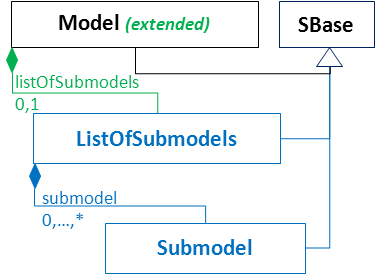 Model (extended)
SBase
listOfSubmodels
0,1
ListOfSubmodels
submodel
0,...,*
Submodel